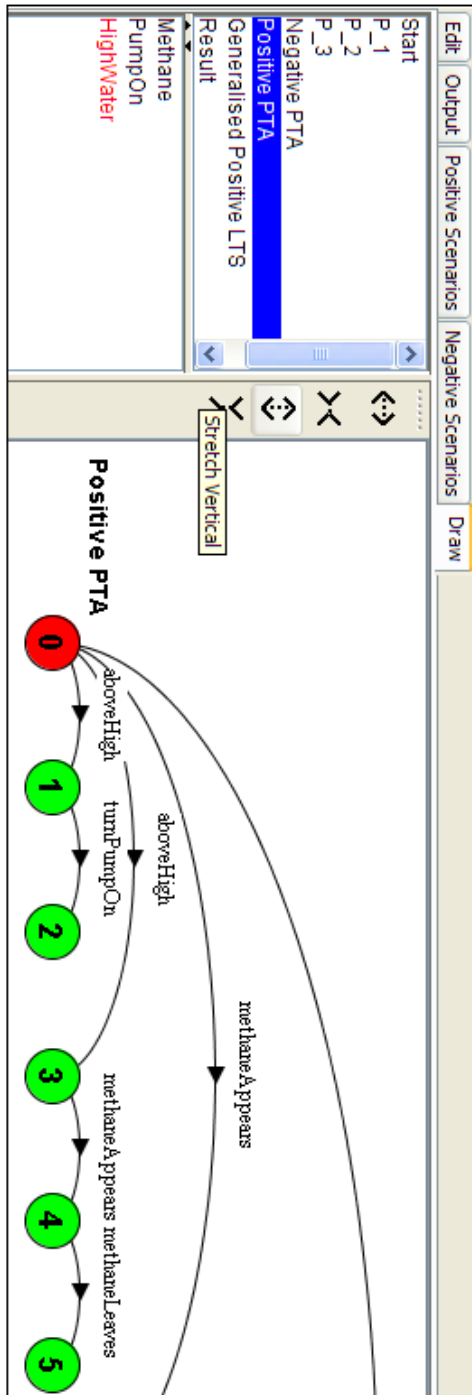 Edit Output Positive Scenarios Negative Scenarios Draw
Start
P_1
P_2
P_3
Negative PTA
Positive PTA
Generalised Positive LTS
Result
Methane
PumpOn
HighWater
Stretch Vertical
Positive PTA
methaneAppears
aboveHigh
aboveHigh turnPumpOn methaneAppears methaneLeaves
0 1 2 3 4 5